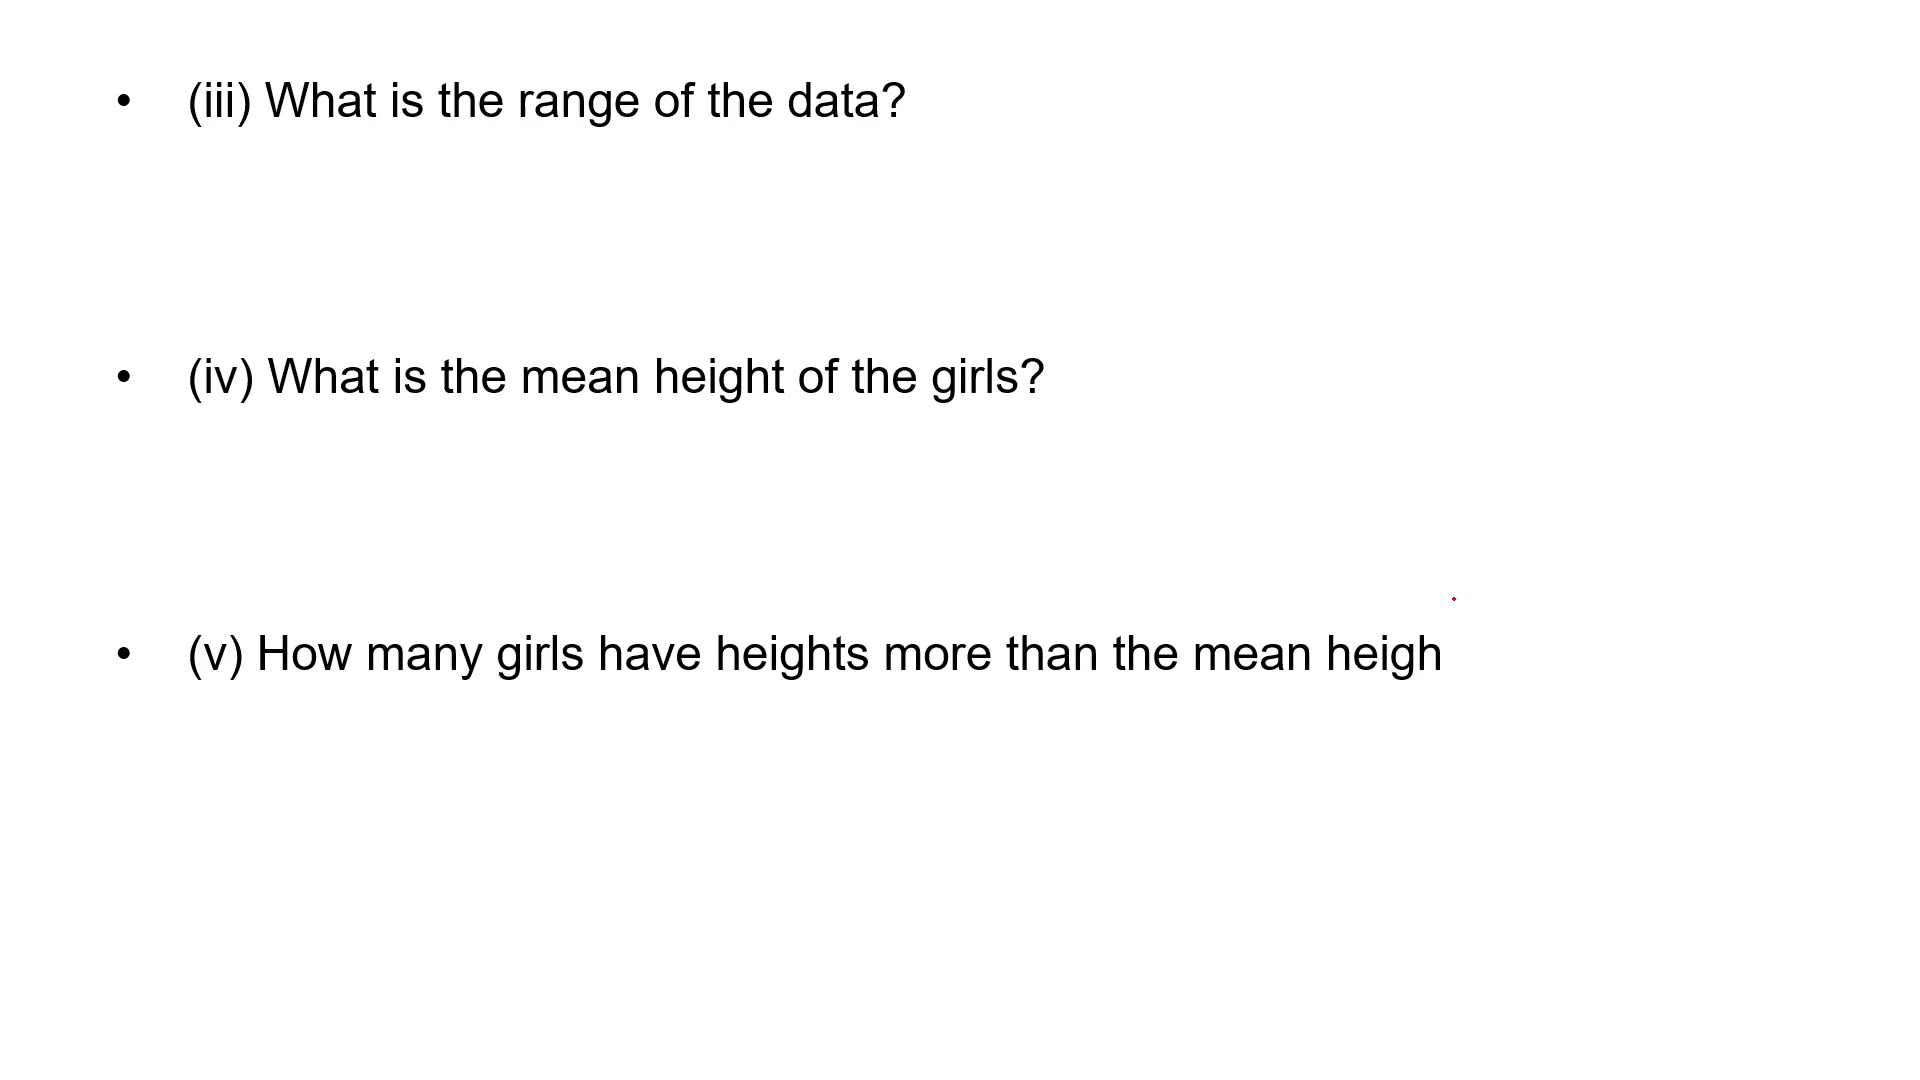 • (iii) What is the range of the data?
• (iv) What is the mean height of the girls?
• (v) How many girls have heights more than the mean heigh